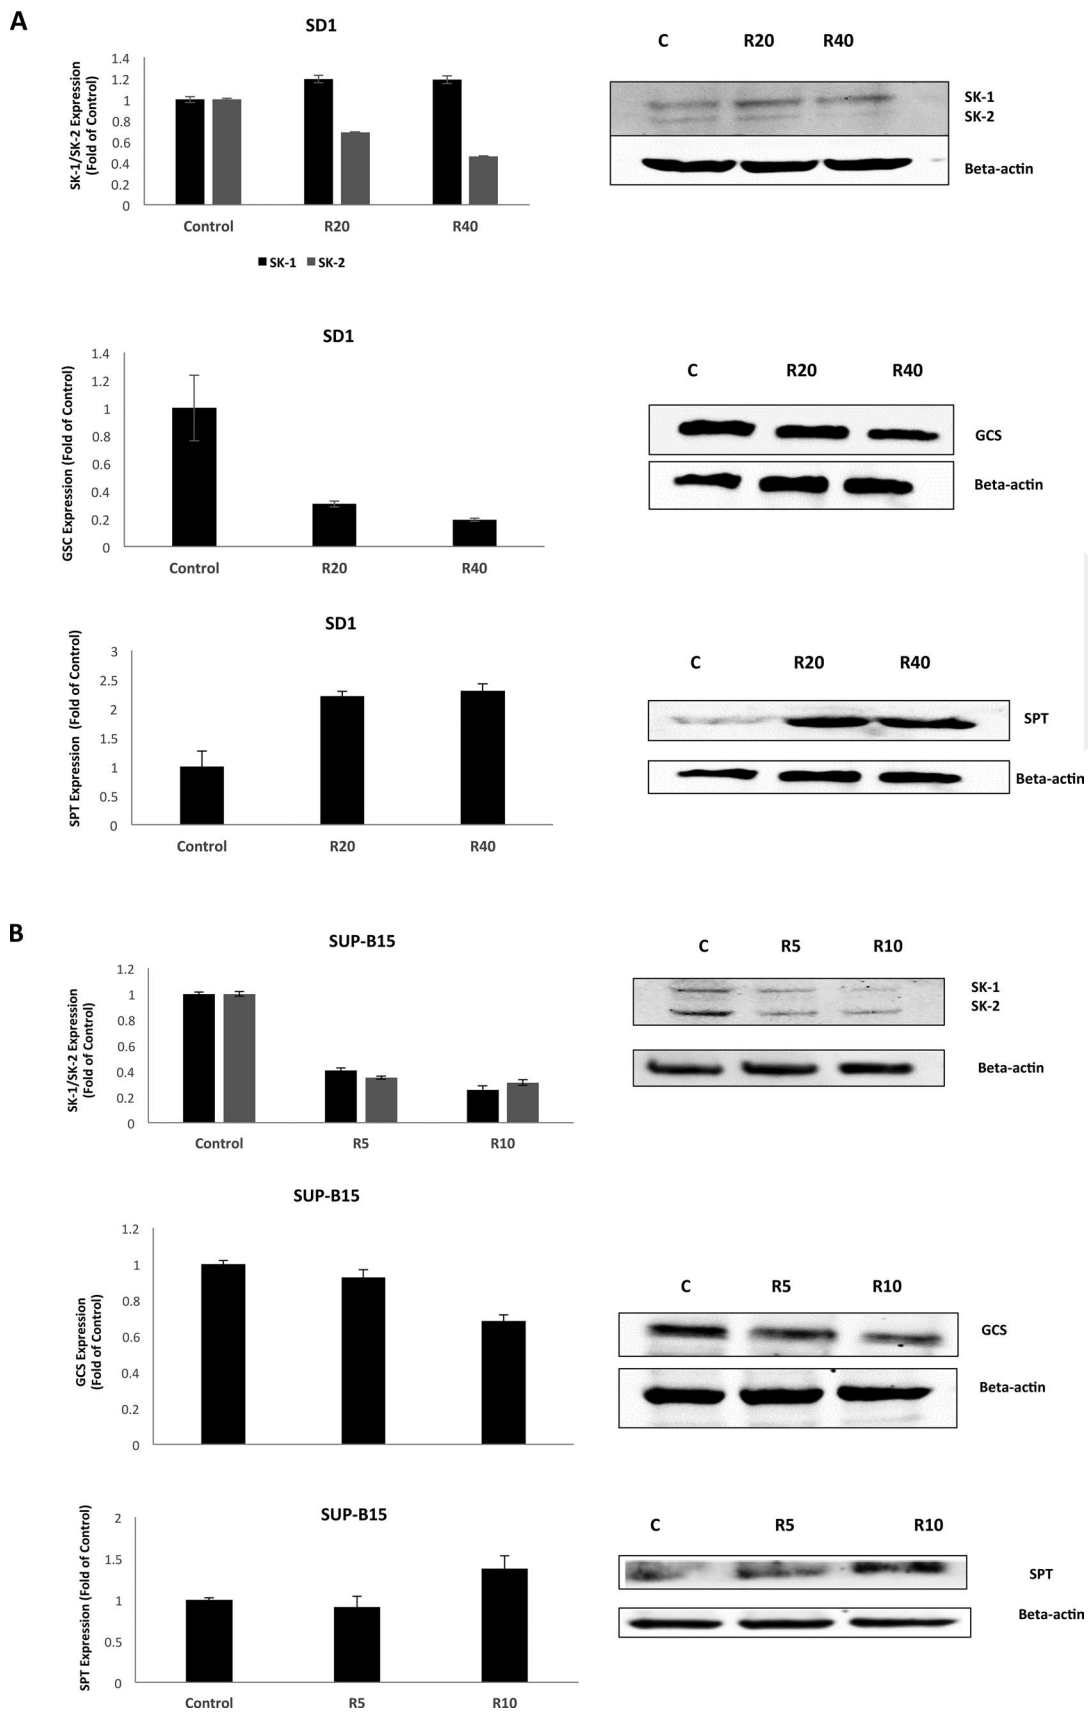 A
SD1
SK-1/SK-2 Expression
(Fold of Control)
1.4
1.2
1
0.8
0.6
0.4
0.2
0
Control R20 R40
SK-1 SK-2
C R20 R40
SK-1
SK-2
Beta-actin
SD1
GSC Expression (Fold of Control)
1.4
1.2
1
0.8
0.6
0.4
0.2
0
Control R20 R40
C R20 R40
GCS
Beta-actin
SD1
SPT Expression (Fold of Control)
3
2.5
2
1.5
1
0.5
0
Control R20 R40
C R20 R40
SPT
Beta-actin
B
SUP-B15
SK-1/SK-2 Expression
(Fold of Control)
1.2
1
0.8
0.6
0.4
0.2
0
Control R5 R10
C R5 R10
SK-1
SK-2
Beta-actin
SUP-B15
GCS Expression
(Fold of Control)
1.2
1
0.8
0.6
0.4
0.2
0
C R5 R10
GCS
Beta-actin
SUP-B15
SPT Expression (Fold of Control)
2
1.5
1
0.5
0
Control R5 R10
C R5 R10
SPT
Beta-actin